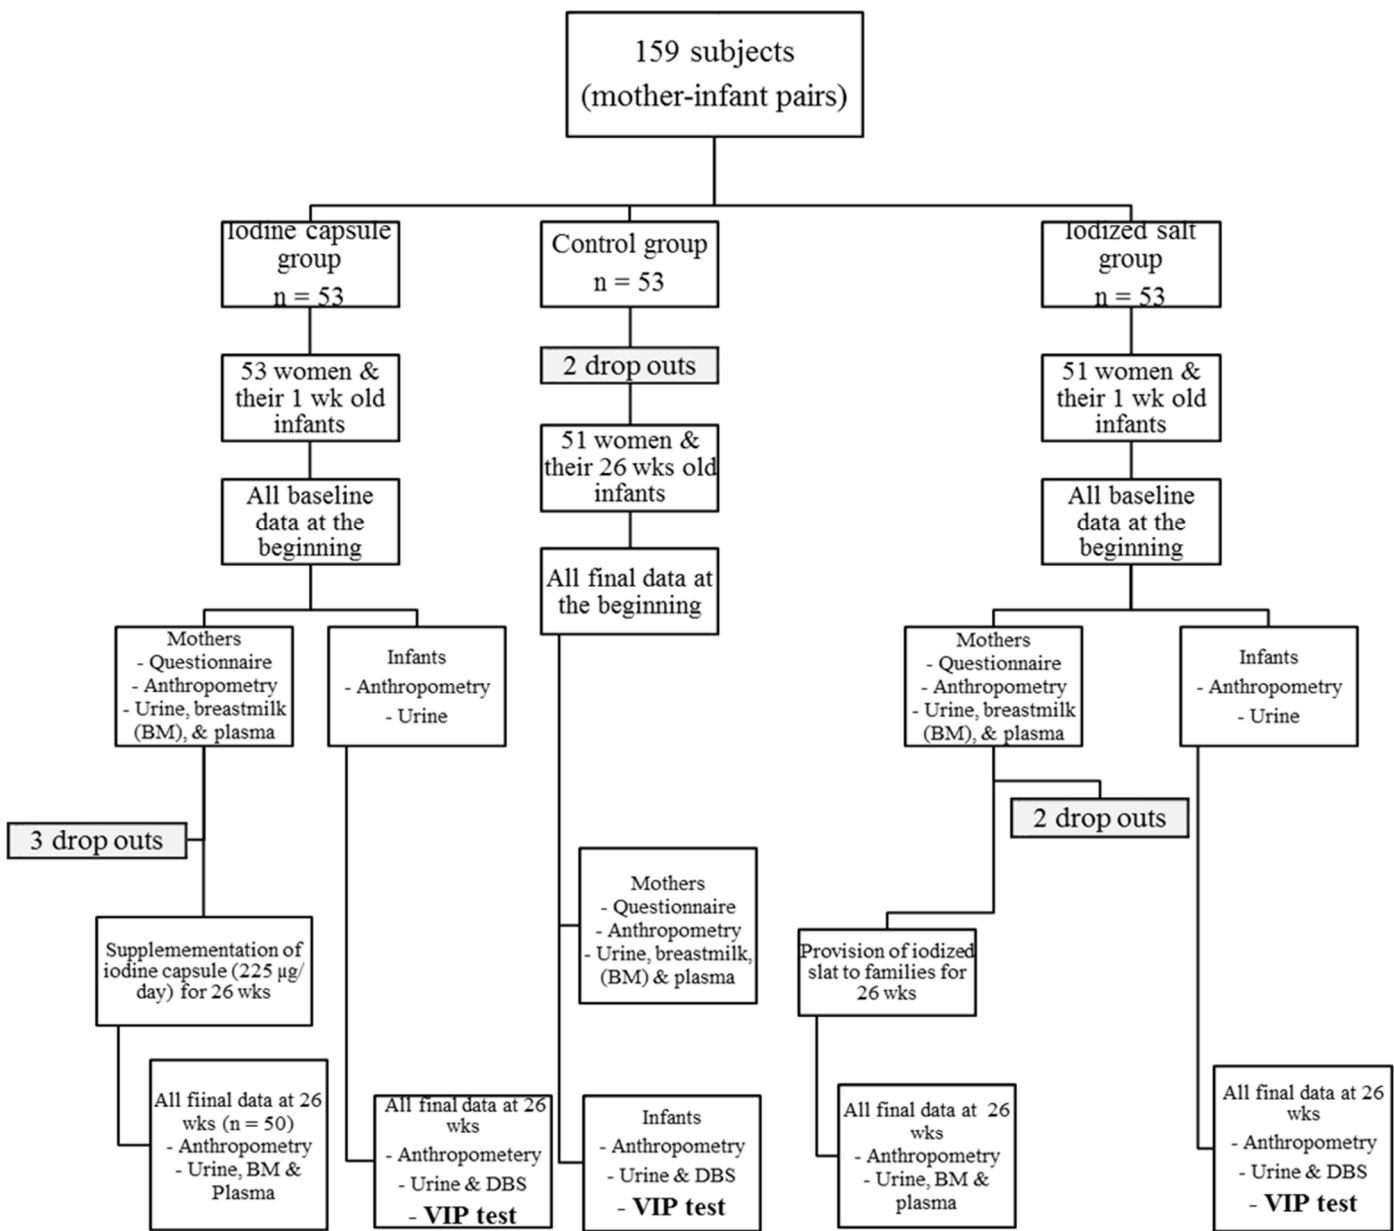 159 subjects
(mother-infant pairs)
Iodine capsule
group
n = 53
Control group
n = 53
Iodized salt
group
n = 53
53 women &
their 1 wk old
infants
2 drop outs
51 women &
their 1 wk old
infants
51 women &
their 26 wks old
infants
All baseline
data at the
beginning
All baseline
data at the
beginning
All final data at
the beginning
Mothers
- Questionnaire
- Anthropometry
- Urine, breastmilk
(BM), & plasma
Infants
- Anthropometry
- Urine
Mothers
- Questionnaire
- Anthropometry
- Urine, breastmilk
(BM), & plasma
Infants
- Anthropometry
- Urine
3 drop outs
2 drop outs
Mothers
- Questionnaire
- Anthropometry
- Urine, breastmilk,
(BM) & plasma
Supplemementation of
iodine capsule (225 µg/
day) for 26 wks
Provision of iodized
slat to families for
26 wks
All fiinal data at 26
wks (n = 50)
- Anthropometry
- Urine, BM &
Plasma
All final data at 26
wks
- Anthropometery
- Urine & DBS
- VIP test
Infants
- Anthropometry
- Urine & DBS
- VIP test
All final data at 26
wks
- Anthropometry
- Urine, BM &
plasma
All final data at 26
wks
- Anthropometry
- Urine & DBS
- VIP test